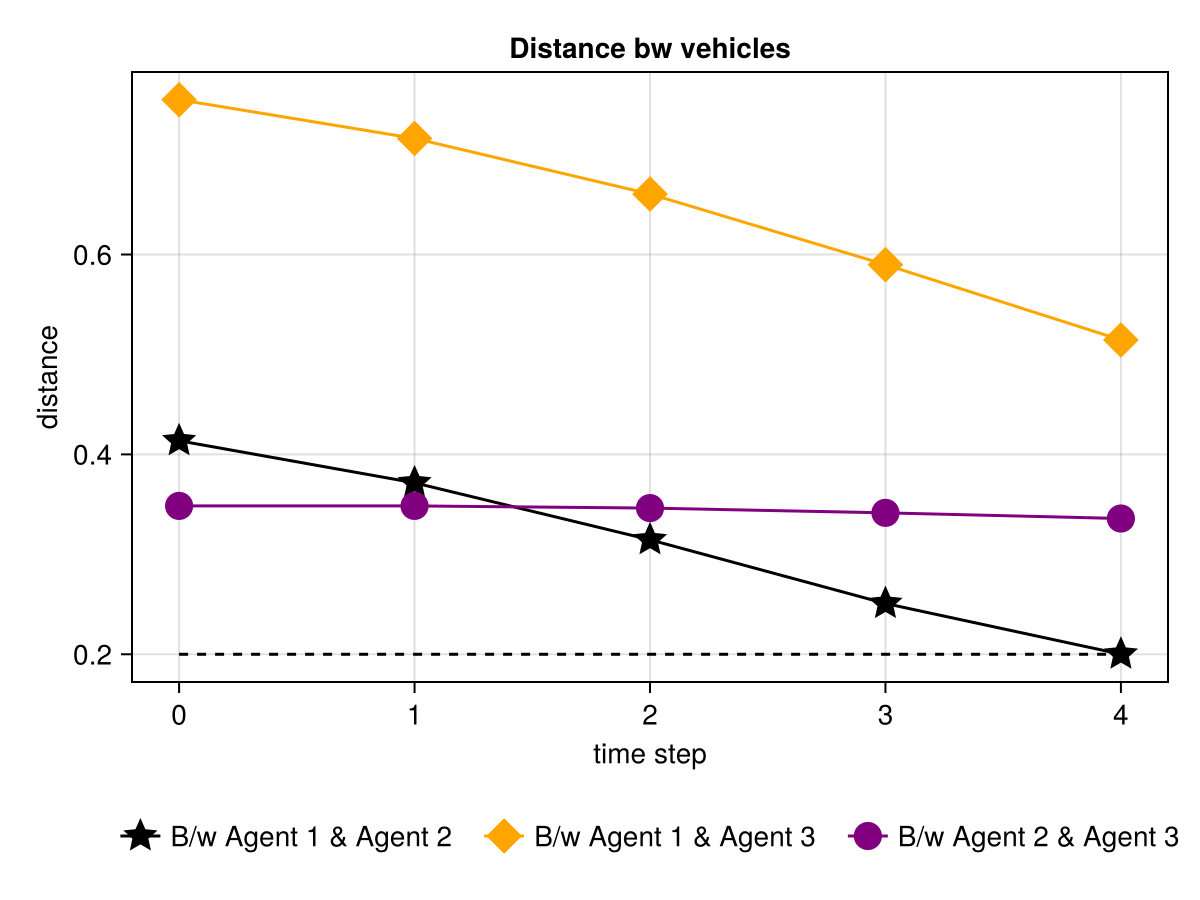 Distance bw vehicles
distance
0.6
0.4
0.2
0 1 2 3 4
time step
B/w Agent 1 & Agent 2 B/w Agent 1 & Agent 3 B/w Agent 2 & Agent 3